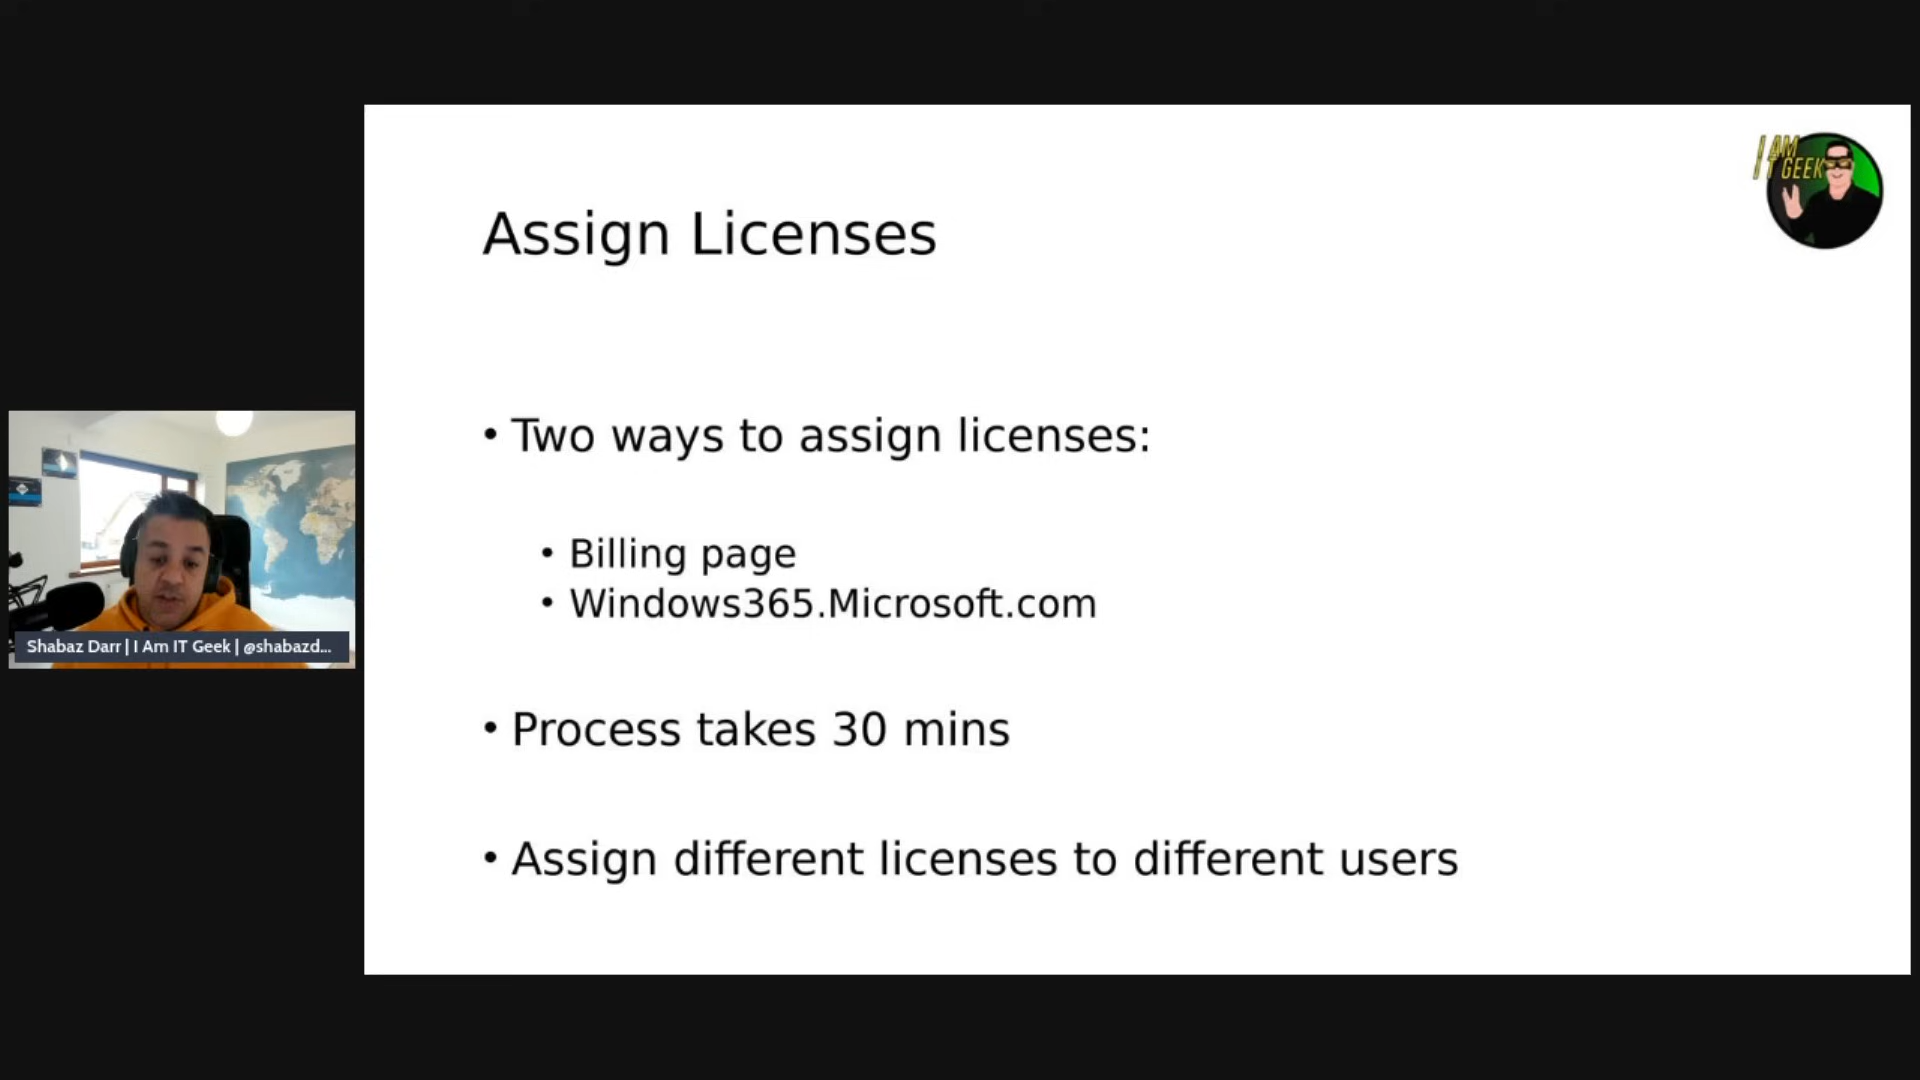 I AM
IT GEEK
Assign Licenses
• Two ways to assign licenses:
• Billing page
• Windows365.Microsoft.com
• Process takes 30 mins
• Assign different licenses to different users
Shabaz Darr | I Am IT Geek | @shabazd...